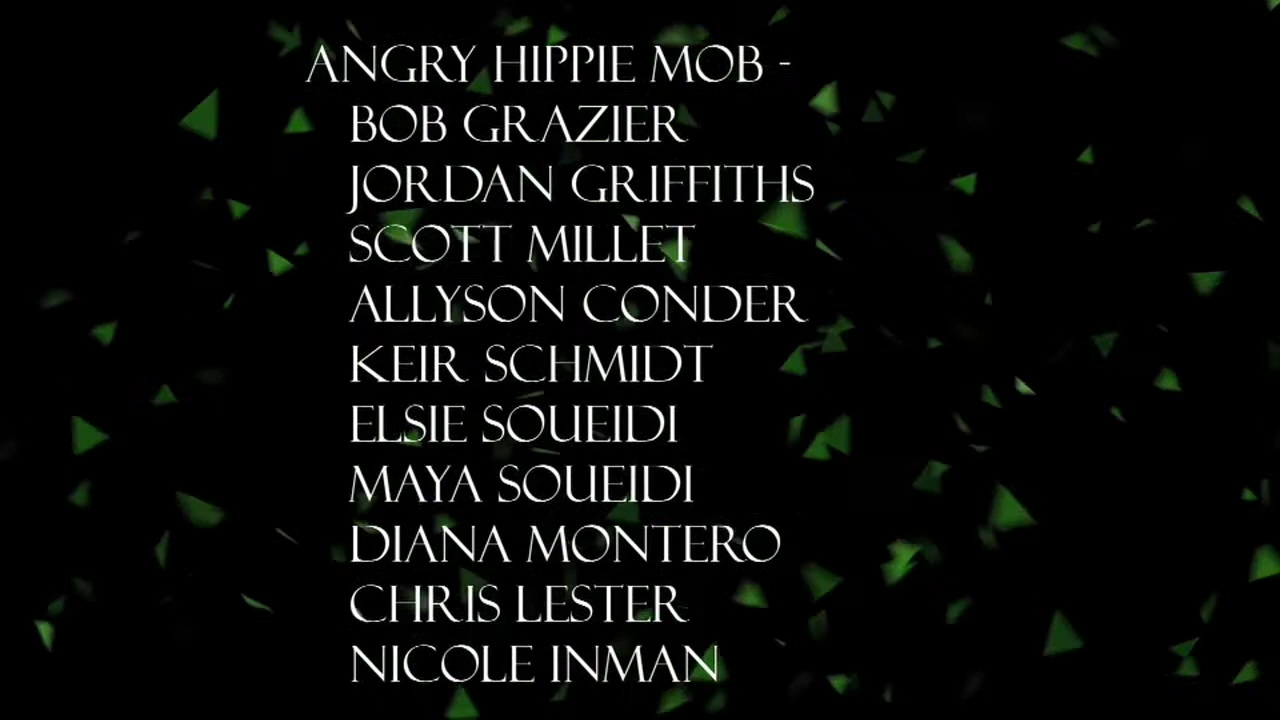 ANGRY HIPPIE MOB -
BOB GRAZIER
JORDAN GRIFFITHS
SCOTT MILLET
ALLYSON CONDER
KEIR SCHMIDT
ELSIE SOUEIDI
MAYA SOUEIDI
DIANA MONTERO
CHRIS LESTER
NICOLE INMAN